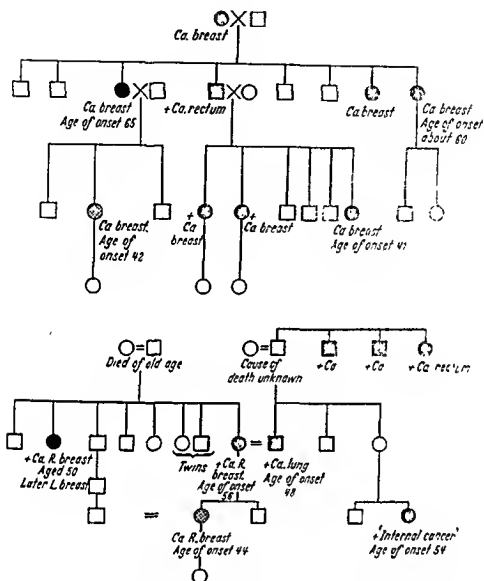 Ca. breast
Ca. breast
Age of onset 65
+Ca. rectum
Ca. breast
Ca. breast
Age of onset
about 60
Ca. breast.
Age of
onset 42
+
Ca
breast
+
Ca breast
Ca. breast
Age of onset 41
Died of old age
Cause of
death unknown
+Ca
+Ca
+Ca.
+Ca R. breast
Aged 50
Later L. breast
Twins
+Ca. R.
breast.
Age of onset
56
+Ca. lung
Age of onset
48
Ca R. breast
Age of onset 44
+"Internal cancer"
Age of onset 54